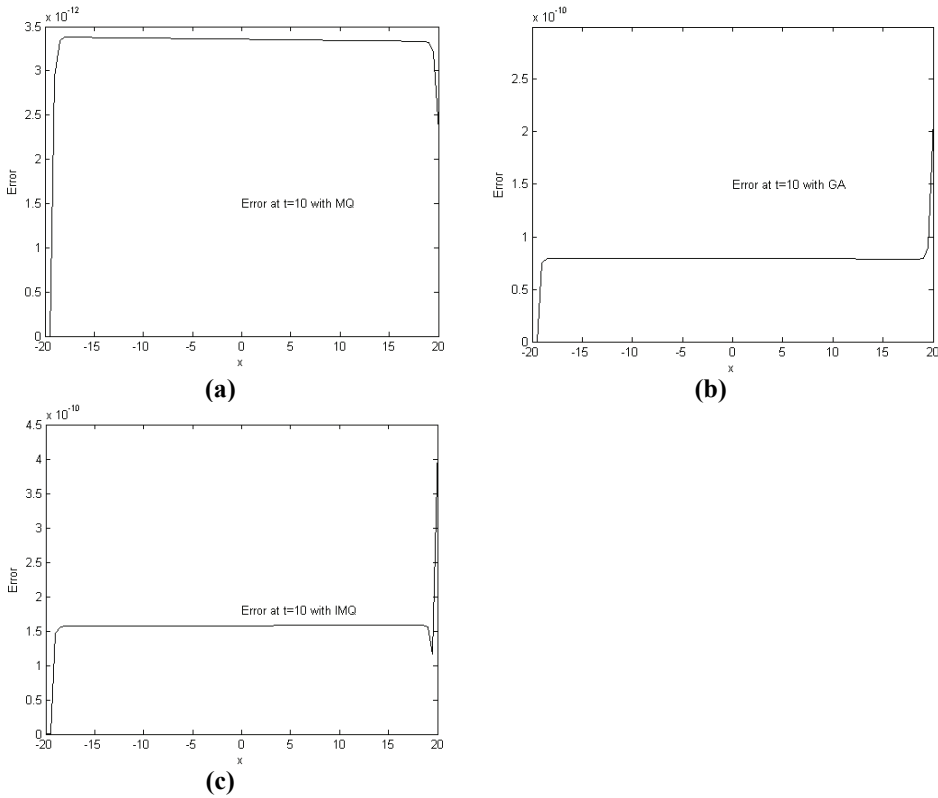 x 10^-12
3.5
3
2.5
2
1.5
1
0.5
0
Error
Error at t=10 with MQ
-20 -15 -10 -5 0 5 10 15 20
x
(a)
x 10^-10
2.5
2
1.5
1
0.5
0
Error
Error at t=10 with GA
-20 -15 -10 -5 0 5 10 15 20
x
(b)
x 10^-10
4.5
4
3.5
3
2.5
2
1.5
1
0.5
0
Error
Error at t=10 with IMQ
-20 -15 -10 -5 0 5 10 15 20
x
(c)